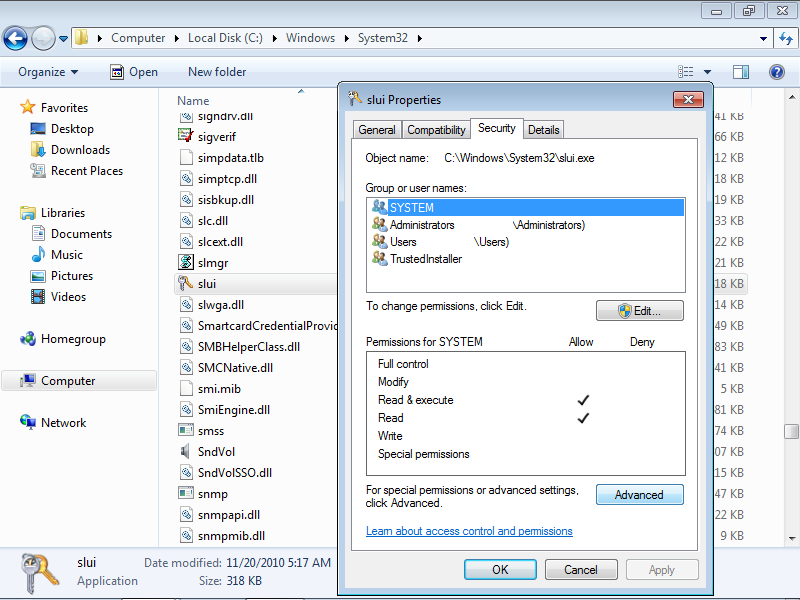 Computer Local Disk (C:) Windows System32
Organize Open New folder
Favorites
Desktop
Downloads
Recent Places
Libraries
Documents
Music
Pictures
Videos
Homegroup
Computer
Network
Name
signdrv.dll
sigverif
simpdata.tlb
simptcp.dll
sisbkup.dll
slc.dll
slcext.dll
slmgr
slui
slwga.dll
SmartcardCredentialProvid
SMBHelperClass.dll
SMCNative.dll
smi.mib
SmiEngine.dll
smss
SndVol
SndVolSSO.dll
snmp
snmpapi.dll
snmpmib.dll
41 KB
66 KB
12 KB
18 KB
19 KB
33 KB
22 KB
21 KB
18 KB
14 KB
49 KB
83 KB
41 KB
5 KB
81 KB
74 KB
07 KB
15 KB
47 KB
22 KB
9 KB
slui Properties
General Compatibility Security Details
Object name: C:\Windows\System32\slui.exe
Group or user names:
SYSTEM
Administrators \Administrators)
Users \Users)
TrustedInstaller
To change permissions, click Edit.
Edit...
Permissions for SYSTEM Allow Deny
Full control
Modify
Read & execute
Read
Write
Special permissions
For special permissions or advanced settings,
click Advanced.
Advanced
Learn about access control and permissions
OK Cancel Apply
slui Date modified: 11/20/2010 5:17 AM
Application Size: 318 KB